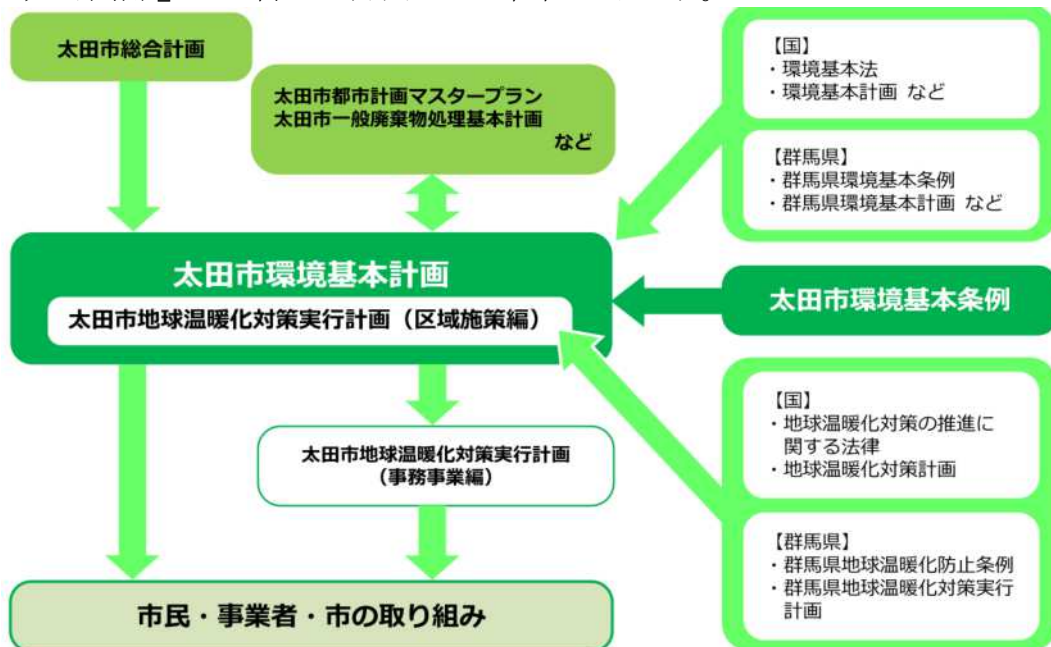 太田市総合計画
太田市都市計画マスタープラン
太田市一般廃棄物処理基本計画
など
【国】
・環境基本法
・環境基本計画 など
【群馬県】
・群馬県環境基本条例
・群馬県環境基本計画 など
太田市環境基本計画
太田市地球温暖化対策実行計画（区域施策編）
太田市環境基本条例
【国】
・地球温暖化対策の推進に
関する法律
・地球温暖化対策計画
【群馬県】
・群馬県地球温暖化防止条例
・群馬県地球温暖化対策実行
計画
太田市地球温暖化対策実行計画
（事務事業編）
市民・事業者・市の取り組み